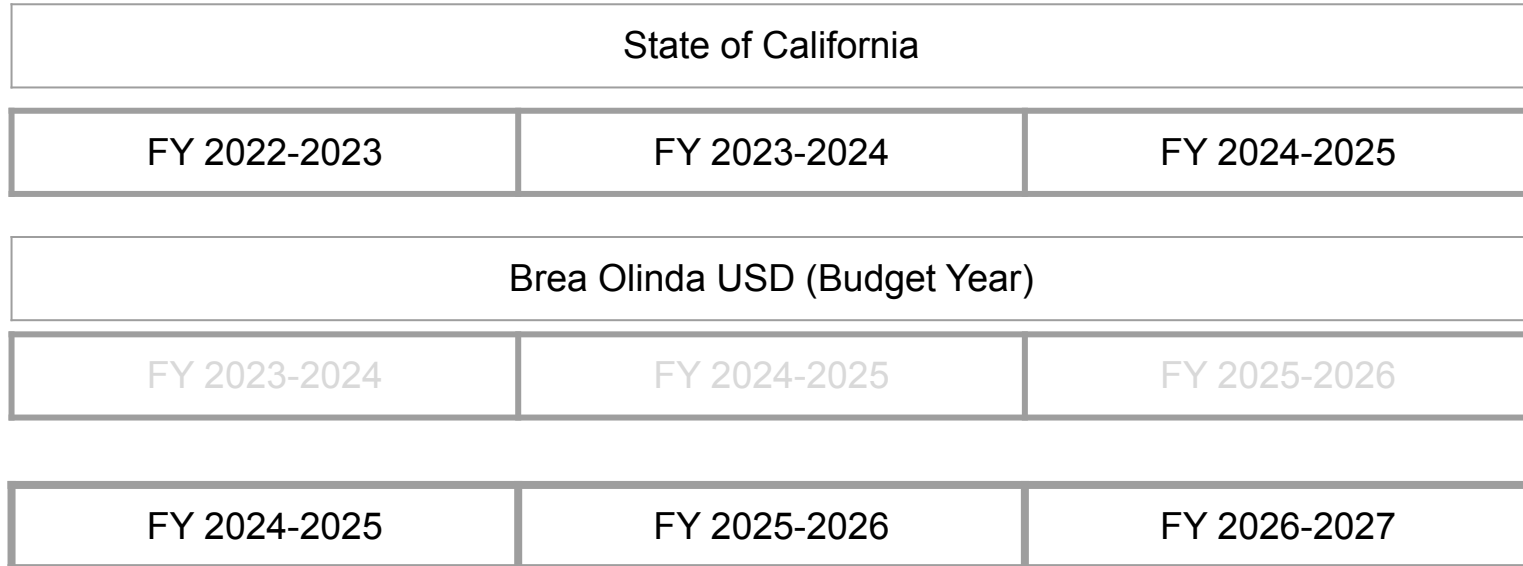 State of California
FY 2022-2023 FY 2023-2024 FY 2024-2025
Brea Olinda USD (Budget Year)
FY 2023-2024 FY 2024-2025 FY 2025-2026
FY 2024-2025 FY 2025-2026 FY 2026-2027